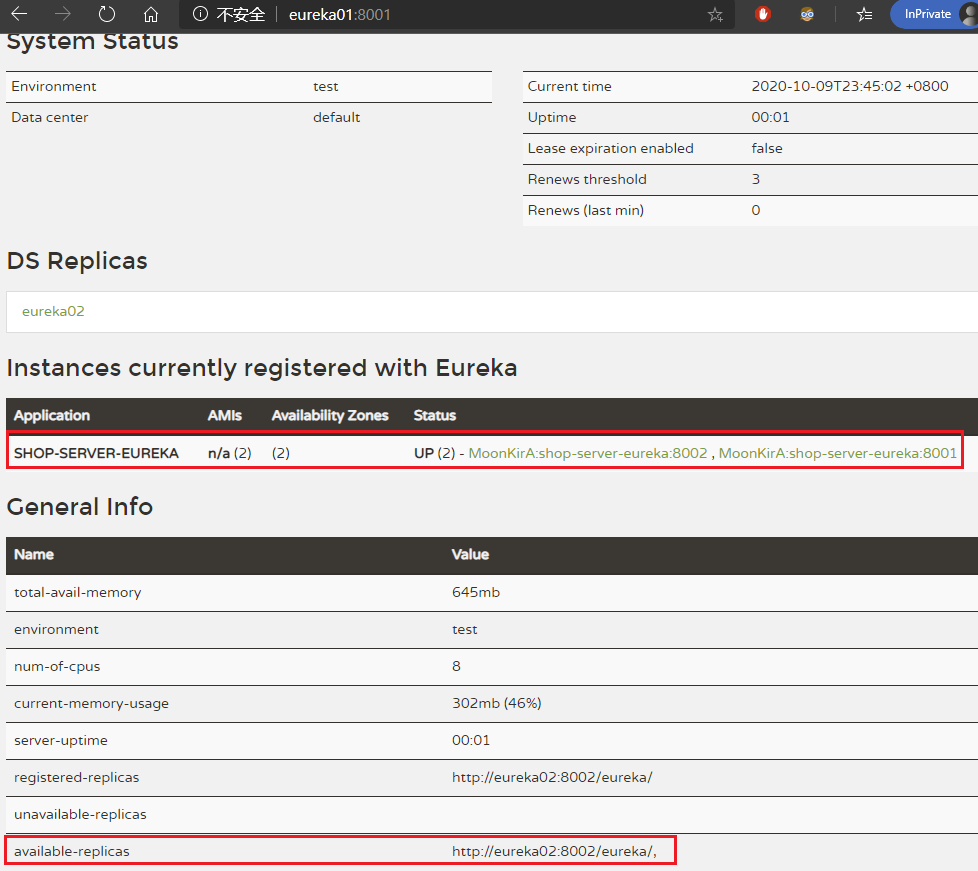 不安全 eureka01:8001 InPrivate
System Status
Environment test
Data center default
Current time 2020-10-09T23:45:02 +0800
Uptime 00:01
Lease expiration enabled false
Renews threshold 3
Renews (last min) 0
DS Replicas
eureka02
Instances currently registered with Eureka
Application AMIs Availability Zones Status
SHOP-SERVER-EUREKA n/a (2) (2) UP (2) - MoonKirA:shop-server-eureka:8002 , MoonKirA:shop-server-eureka:8001
General Info
Name Value
total-avail-memory 645mb
environment test
num-of-cpus 8
current-memory-usage 302mb (46%)
server-uptime 00:01
registered-replicas http://eureka02:8002/eureka/
unavailable-replicas
available-replicas http://eureka02:8002/eureka/,